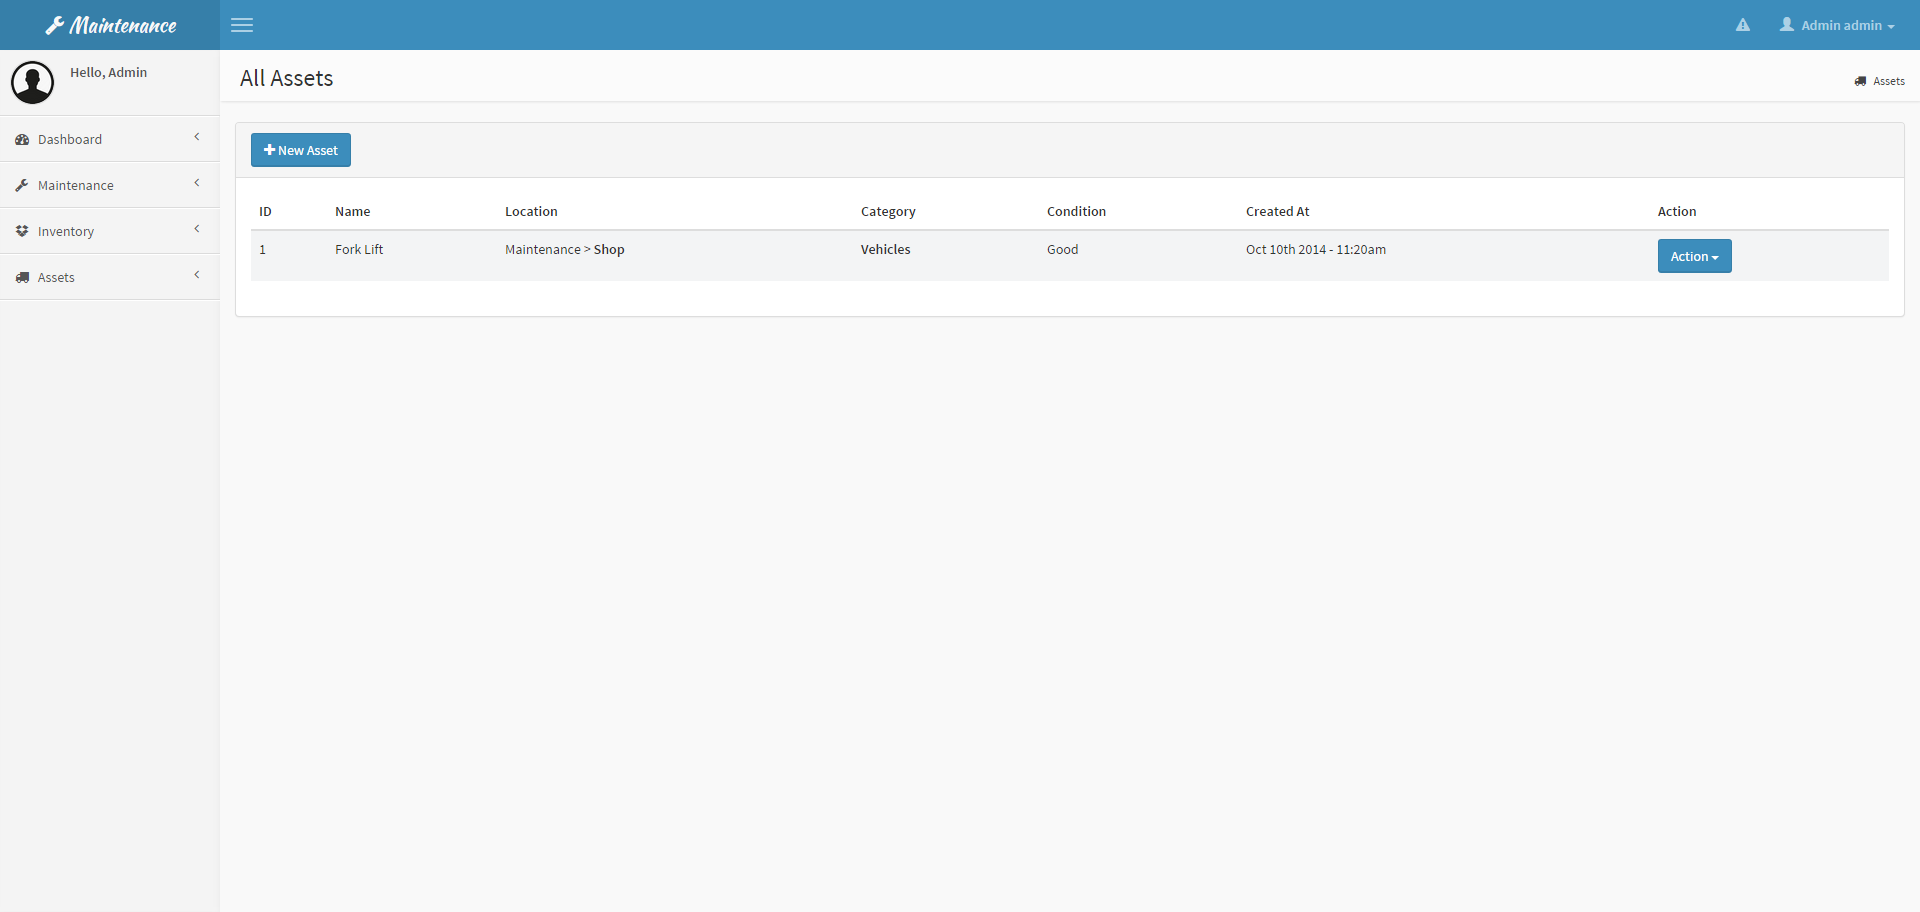 Maintenance
Admin admin
Hello, Admin
Dashboard
Maintenance
Inventory
Assets
All Assets
Assets
New Asset
ID Name Location Category Condition Created At Action
1 Fork Lift Maintenance > Shop Vehicles Good Oct 10th 2014 - 11:20am Action